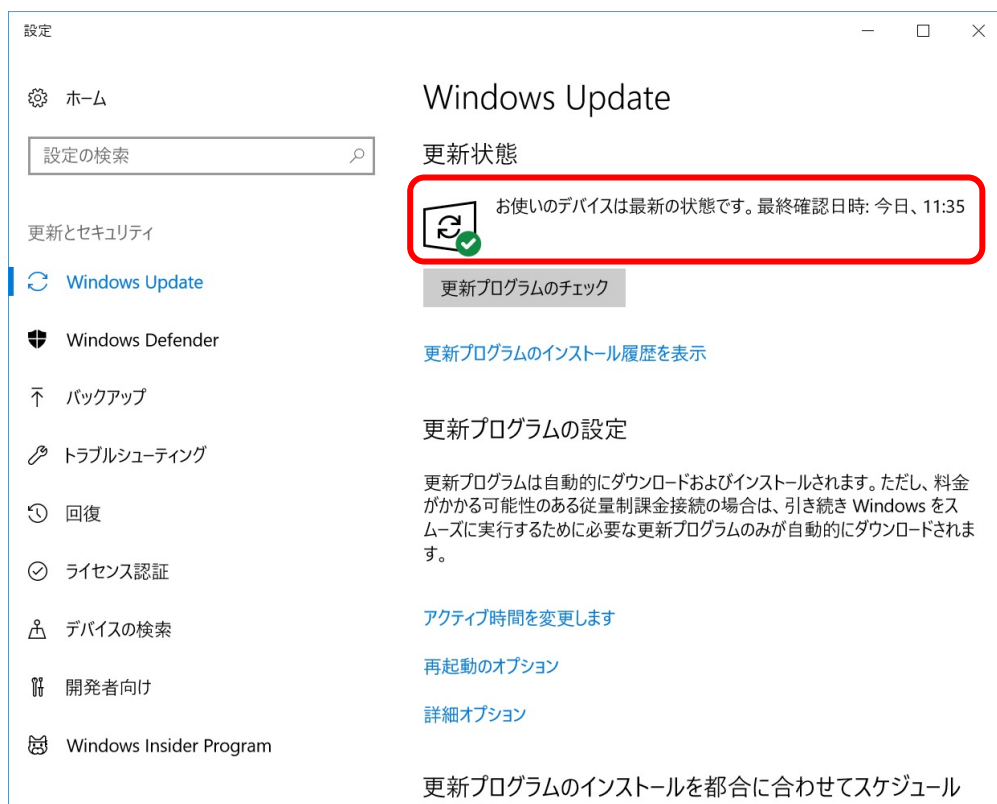 設定
ホーム
設定の検索
更新とセキュリティ
Windows Update
Windows Defender
バックアップ
トラブルシューティング
回復
ライセンス認証
デバイスの検索
開発者向け
Windows Insider Program
Windows Update
更新状態
お使いのデバイスは最新の状態です。最終確認日時: 今日、11:35
更新プログラムのチェック
更新プログラムのインストール履歴を表示
更新プログラムの設定
更新プログラムは自動的にダウンロードおよびインストールされます。ただし、料金
がかかる可能性のある従量制課金接続の場合は、引き続き Windows をス
ムーズに実行するために必要な更新プログラムのみが自動的にダウンロードされま
す。
アクティブ時間を変更します
再起動のオプション
詳細オプション
更新プログラムのインストールを都合に合わせてスケジュール